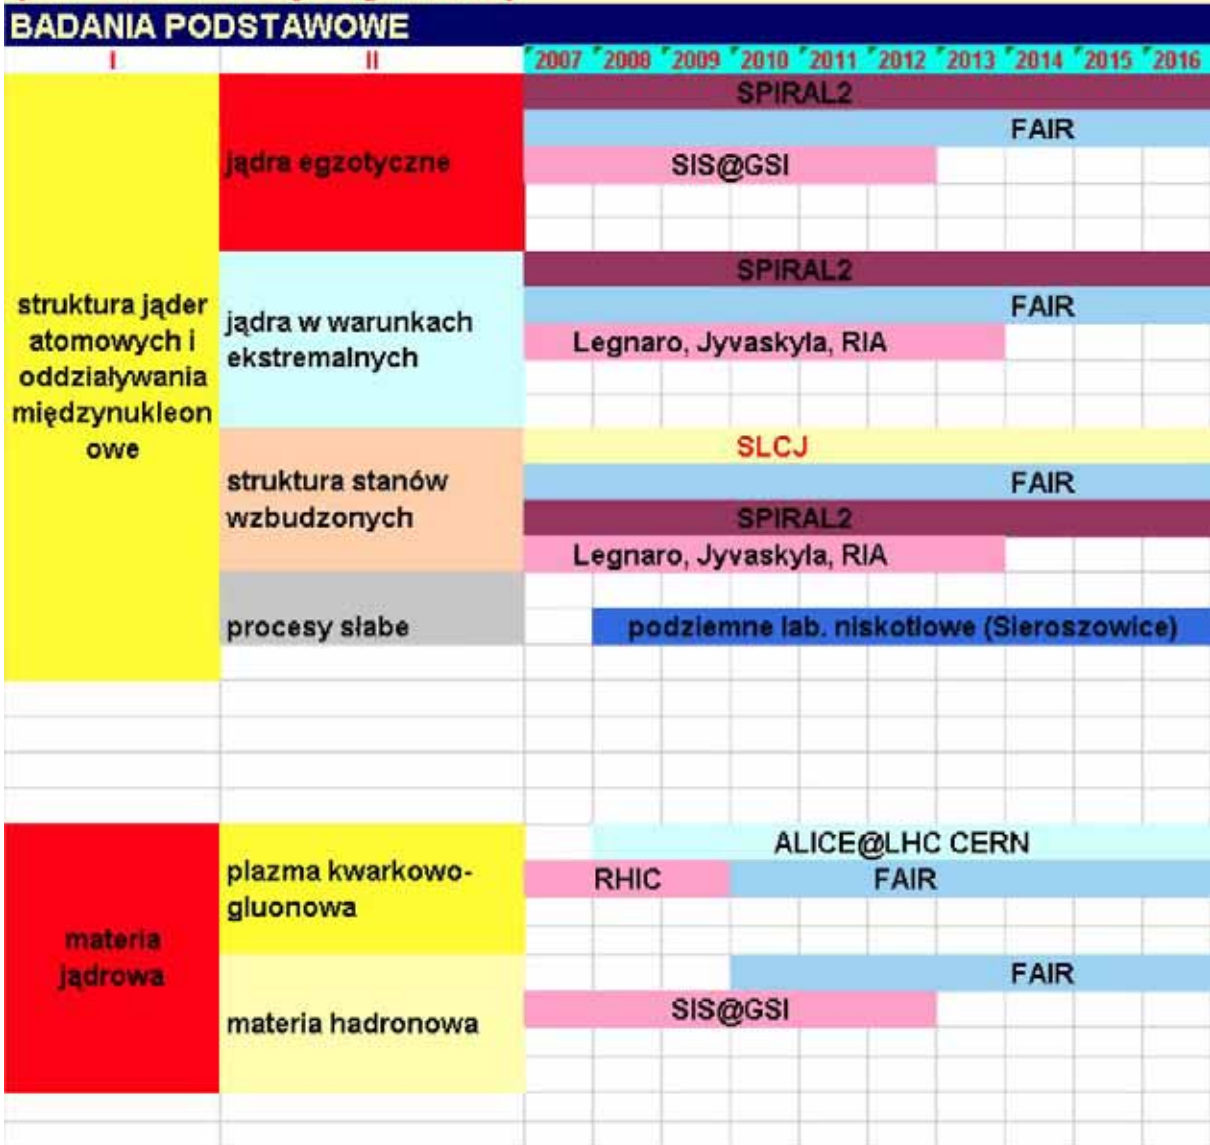 BADANIA PODSTAWOWE
I II 2007 2008 2009 2010 2011 2012 2013 2014 2015 2016
struktura jąder
atomowych i
oddziaływania
międzynukleon
owe
jądra egzotyczne
SPIRAL2
FAIR
SIS@GSI
jądra w warunkach
ekstremalnych
SPIRAL2
FAIR
Legnaro, Jyvaskyla, RIA
struktura stanów
wzbudzonych
SLCJ
FAIR
SPIRAL2
Legnaro, Jyvaskyla, RIA
procesy słabe
podziemne lab. niskotłowe (Sieroszowice)
materia
jądrowa
plazma kwarkowo-
gluonowa
ALICE@LHC CERN
RHIC FAIR
materia hadronowa
FAIR
SIS@GSI